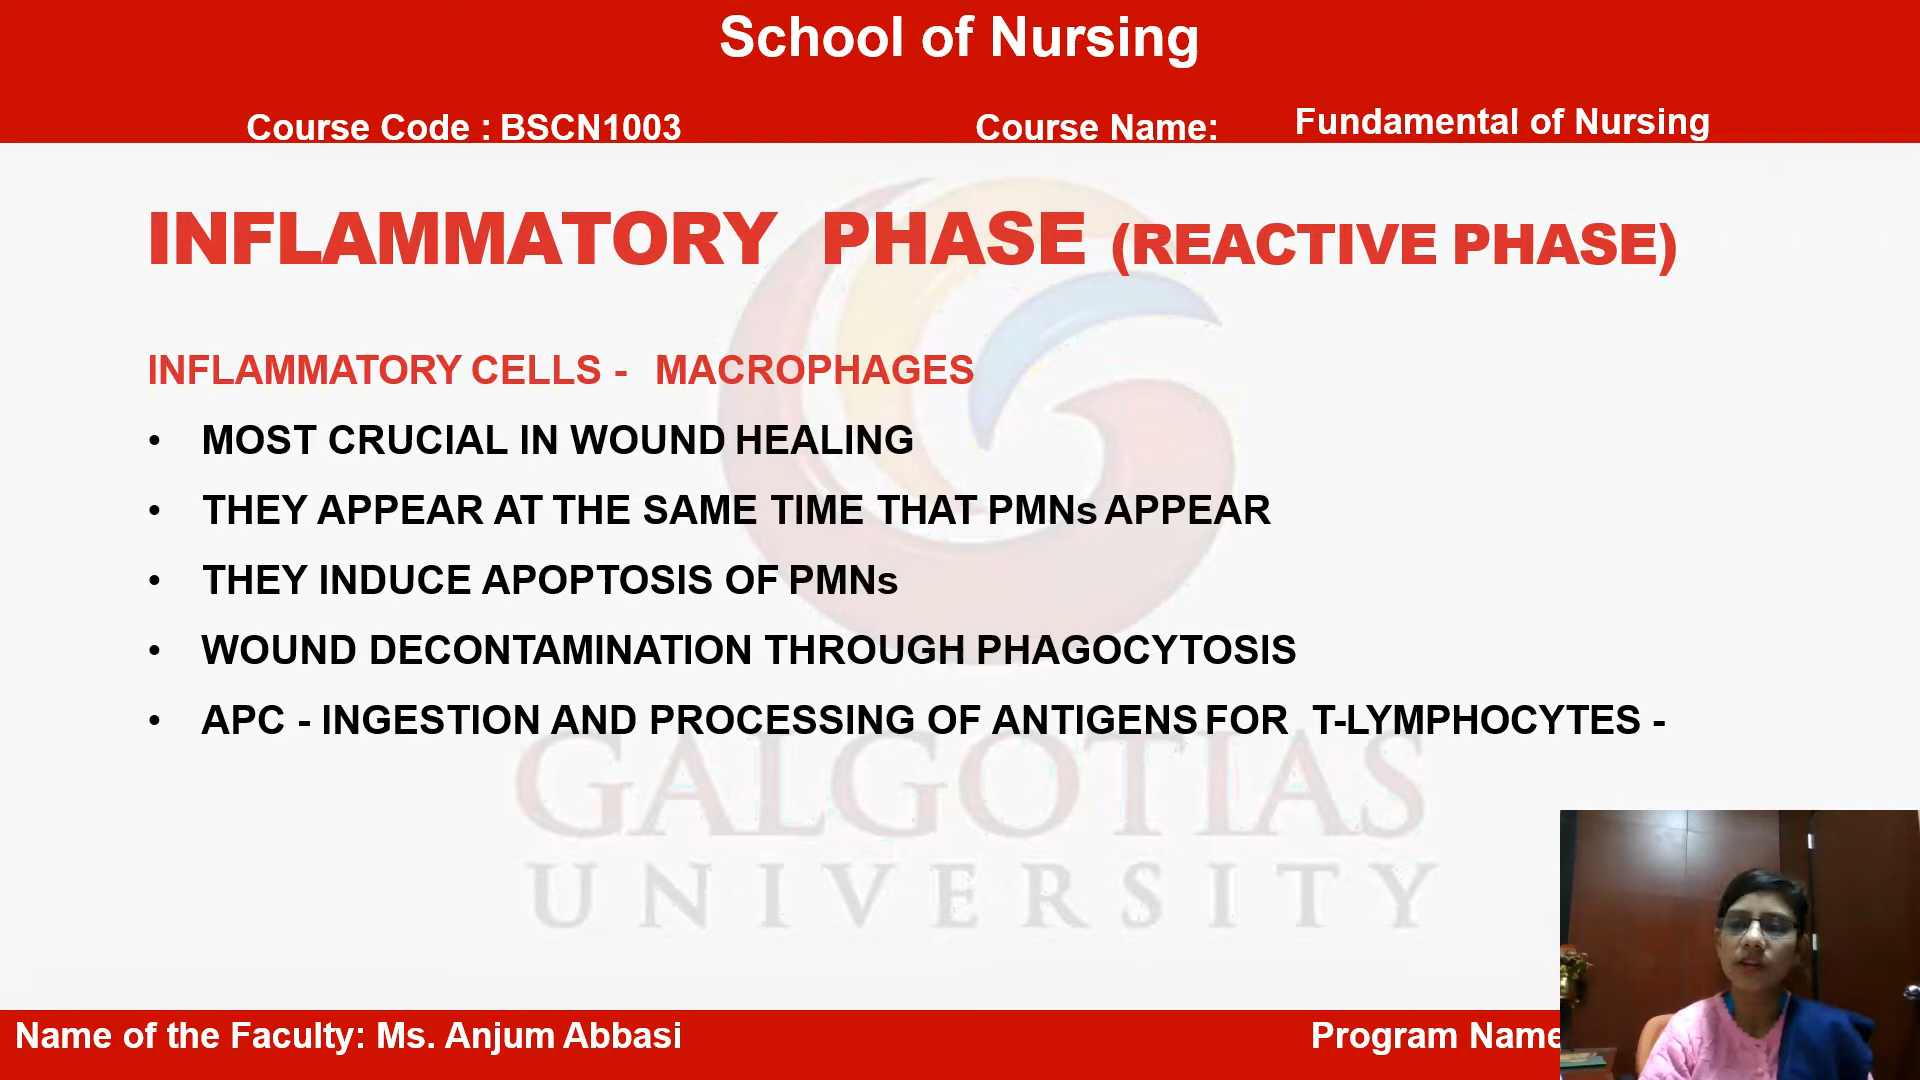 School of Nursing
Course Code : BSCN1003 Course Name: Fundamental of Nursing
INFLAMMATORY PHASE (REACTIVE PHASE)
INFLAMMATORY CELLS - MACROPHAGES
• MOST CRUCIAL IN WOUND HEALING
• THEY APPEAR AT THE SAME TIME THAT PMNs APPEAR
• THEY INDUCE APOPTOSIS OF PMNs
• WOUND DECONTAMINATION THROUGH PHAGOCYTOSIS
• APC - INGESTION AND PROCESSING OF ANTIGENS FOR T-LYMPHOCYTES -
GALGOTIAS
UNIVERSITY
Name of the Faculty: Ms. Anjum Abbasi Program Name